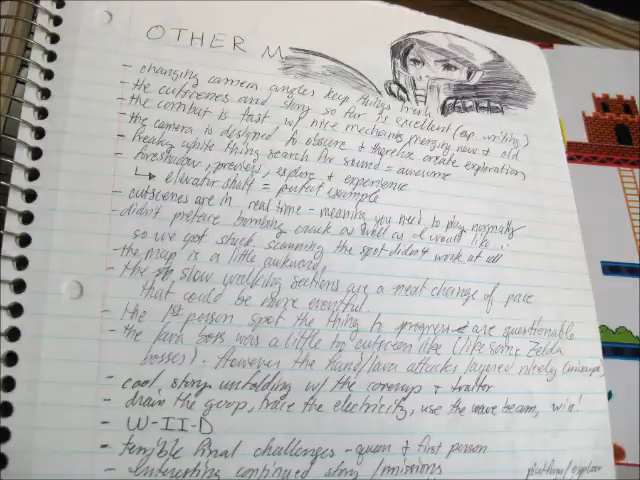 OTHER M
- changing camera angles keep things fresh
- the cutscenes and story so far is excellent (esp. writing)
- the combat is fast w/ nice mechanics merging new & old
- the camera is designed to obscure & therefore create exploration
- freaky white thing search for sound = awesome
- foreshadow, preview, explore & experience
↳ elevator shaft = perfect example
- cutscenes are in real time = meaning you need to play normally
- didn't preface bombing crack as well as I would like :
so we got stuck, scanning the spot didn't work at all
- the map is a little awkward
- the slow walking sections are a neat change of pace
that could be more eventful.
- the 1st person spot the thing to progress are questionable
- the lava boss was a little too cutscene like (like some Zelda
bosses). However the hand/lava attacks layered nicely
- cool story unfolding w/ the coverup & traitor
- drain the goop, trace the electricity, use the wave beam, win!
- W-II-D
- terrible final challenges - queen & first person
- interesting continued story/missions